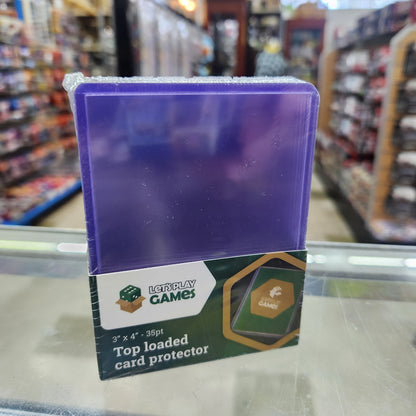 LET'S PLAY
GAMES
3" x 4" - 35pt
Top loaded
card protector
GAMES